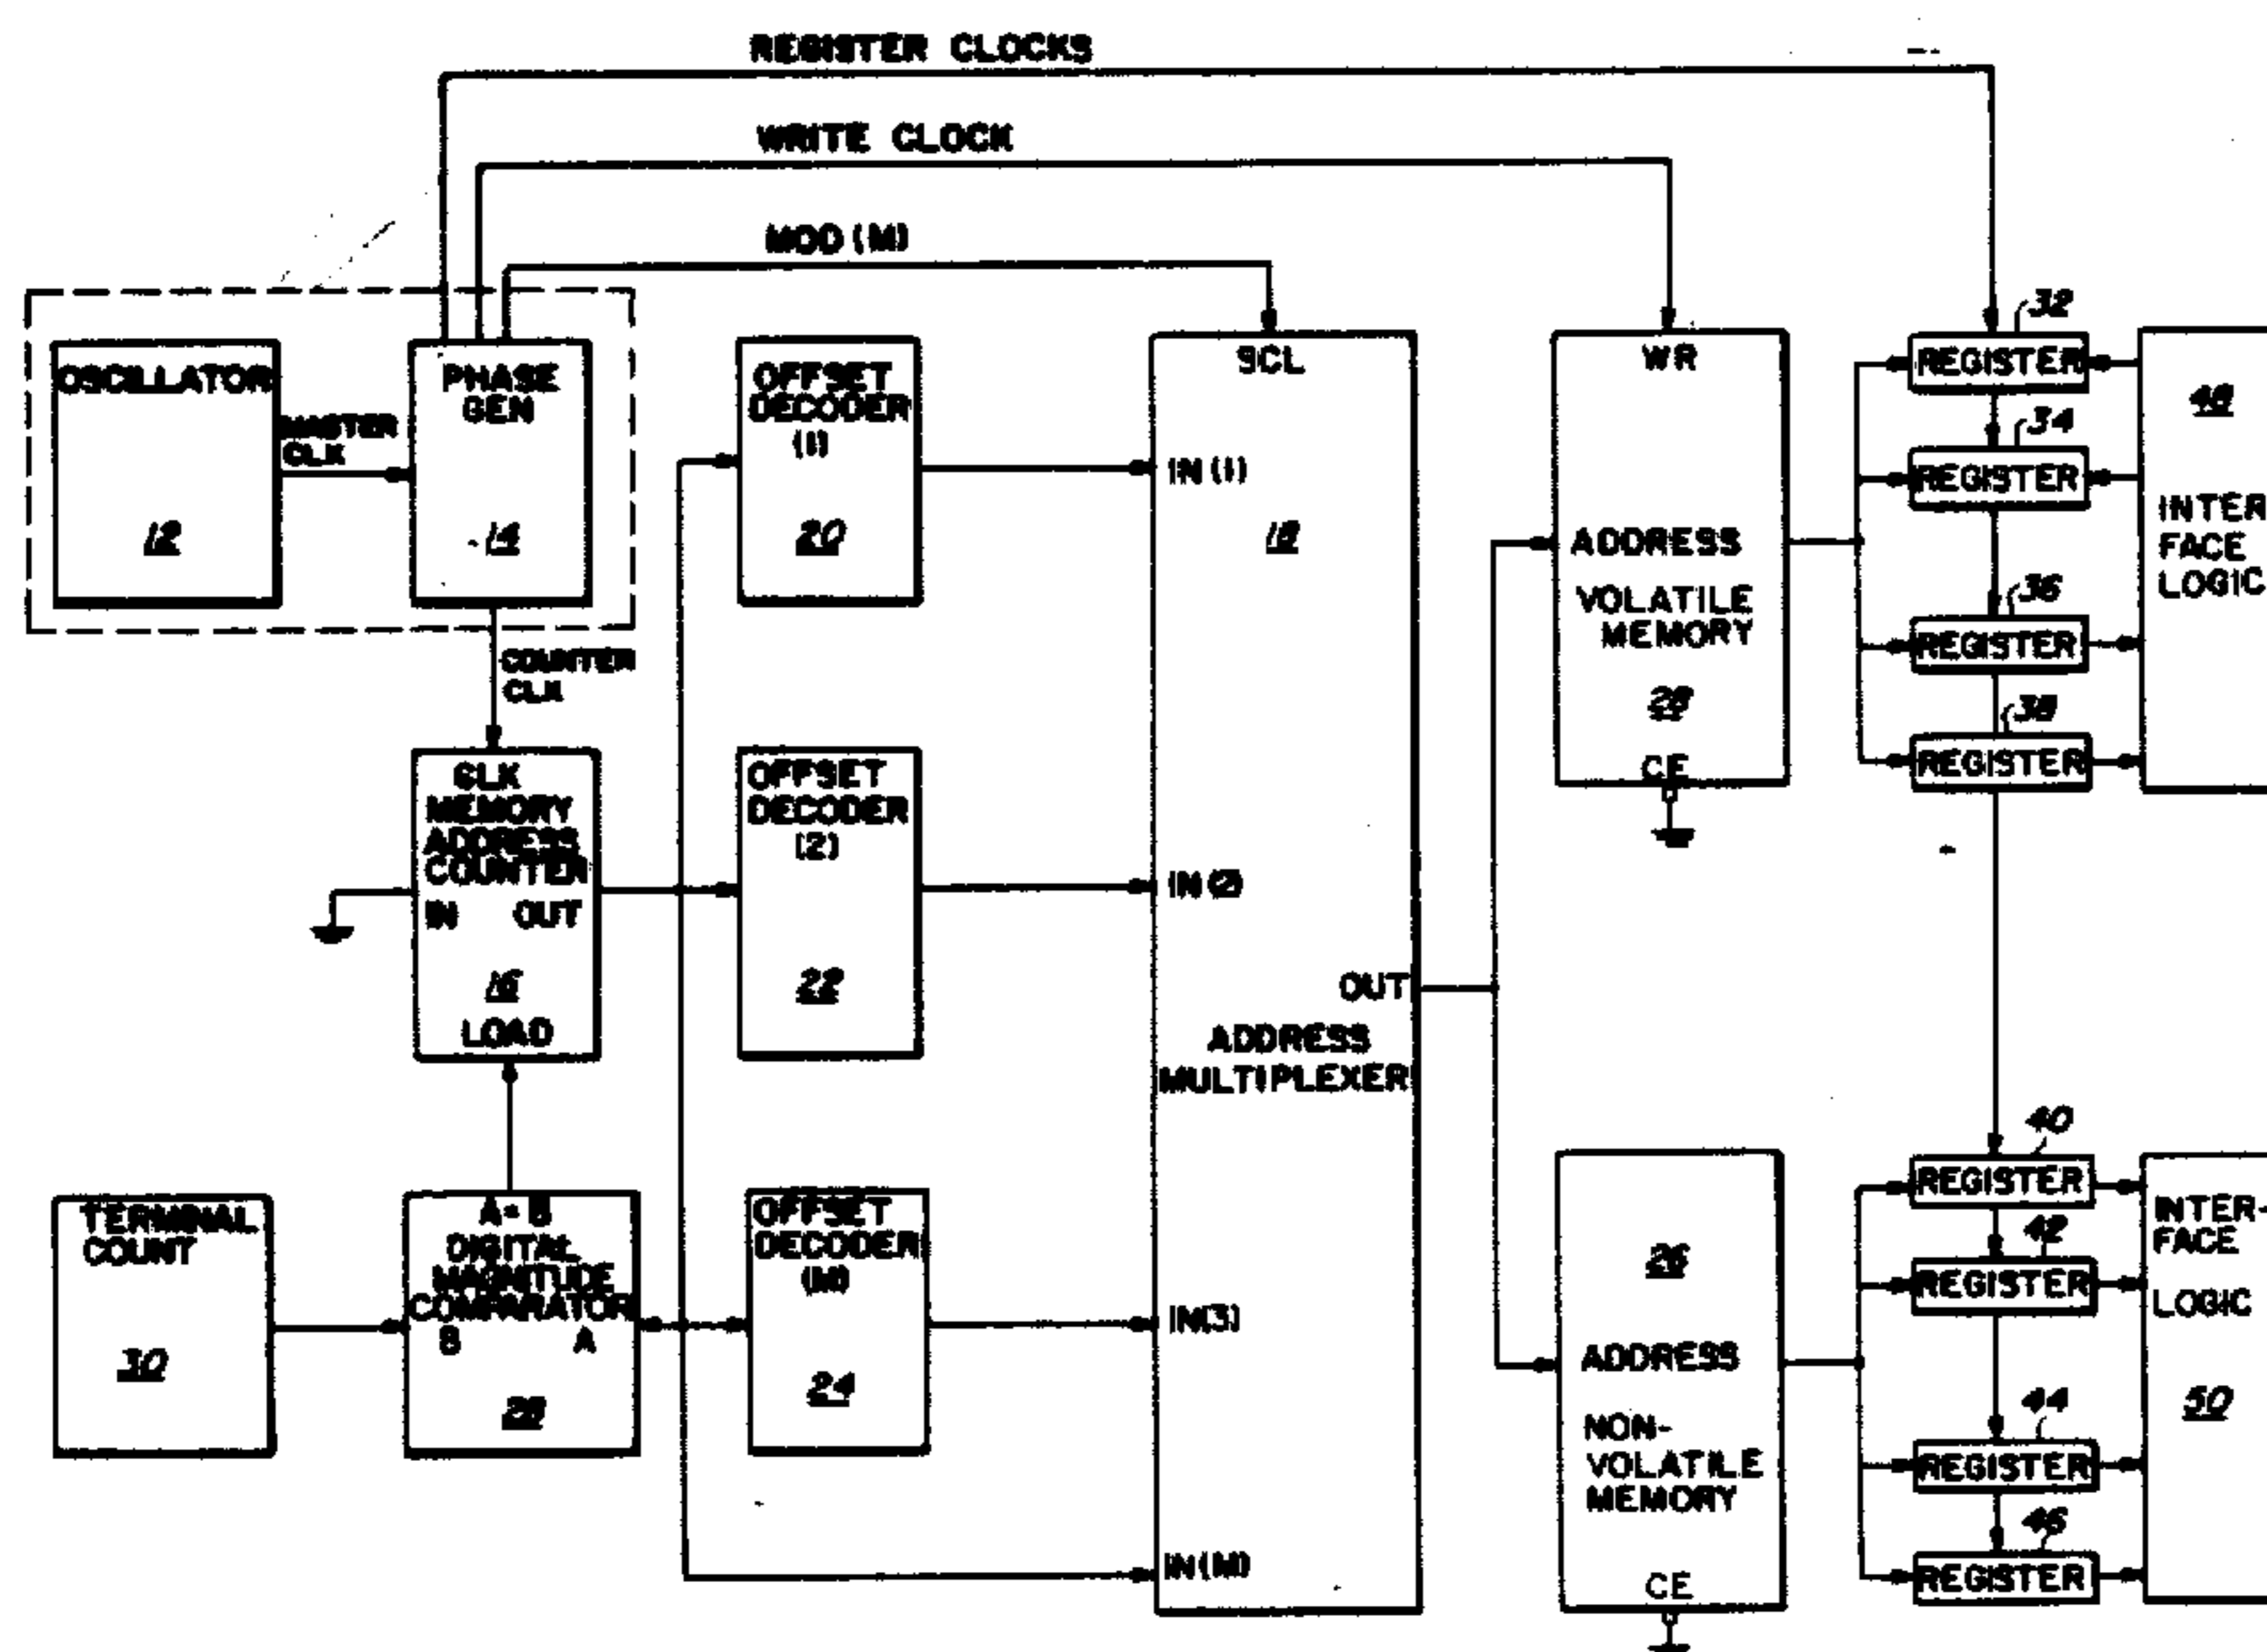 REGISTER CLOCKS
WRITE CLOCK
MOD (M)
OSCILLATOR
12
MASTER
CLK
PHASE
GEN
14
COUNTER
CLK
OFFSET
DECODER
(1)
20
SCL
IN (1)
18
WR
ADDRESS
VOLATILE
MEMORY
28
CE
32
REGISTER
34
REGISTER
36
REGISTER
38
REGISTER
48
INTER
FACE
LOGIC
CLK
MEMORY
ADDRESS
COUNTER
IN OUT
16
LOAD
OFFSET
DECODER
(2)
22
IN (2)
OUT
ADDRESS
MULTIPLEXER
TERMINAL
COUNT
30
A=B
DIGITAL
MAGNITUDE
COMPARATOR
B A
OFFSET
DECODER
(M)
24
IN(3)
IN(M)
26
ADDRESS
NON-
VOLATILE
MEMORY
CE
40
REGISTER
42
REGISTER
44
REGISTER
46
REGISTER
INTER-
FACE
LOGIC
50